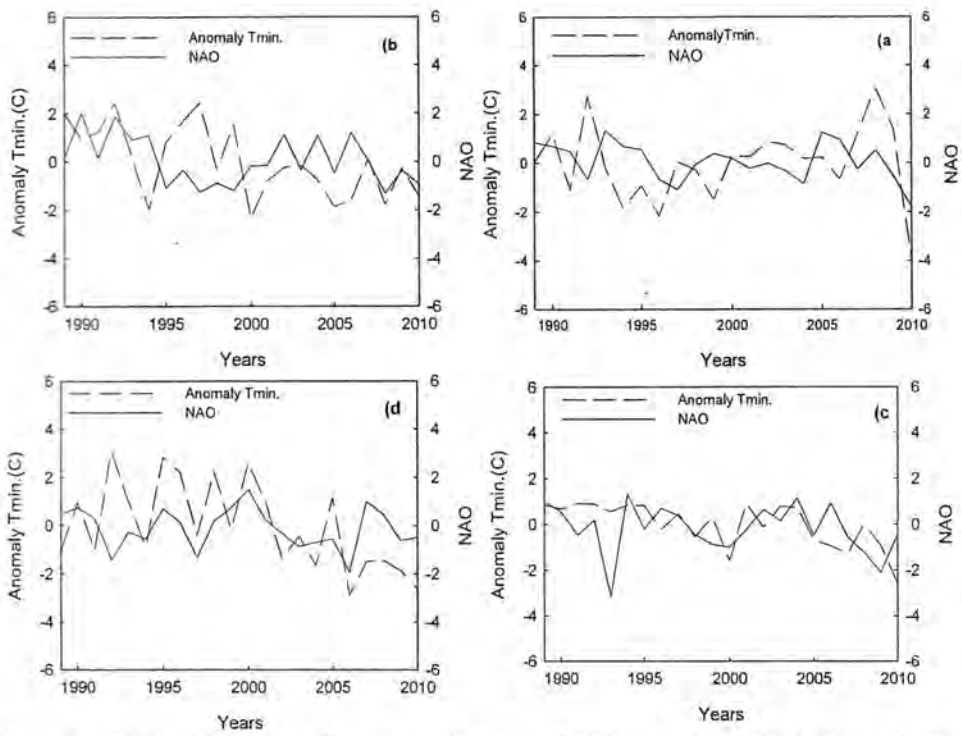 6 6
Anomaly Tmin.
NAO
(b
4 4
2 2
0 0
-2 -2
-4 -4
-6 -6
Anomaly Tmin.(C)
NAO
1990 1995 2000 2005 2010
Years
6 6
AnomalyTmin.
NAO
(a
4 4
2 2
0 0
-2 -2
-4 -4
-6 -6
Anomaly Tmin.(C)
NAO
1990 1995 2000 2005 2010
Years
6 6
Anomaly Tmin.
NAO
(d
4 4
2 2
0 0
-2 -2
-4 -4
-6 -6
Anomaly Tmin.(C)
NAO
1990 1995 2000 2005 2010
Years
6 6
Anomaly Tmin.
NAO
(c
4 4
2 2
0 0
-2 -2
-4 -4
-6 -6
Anomaly Tmin.(C)
NAO
1990 1995 2000 2005 2010
Years